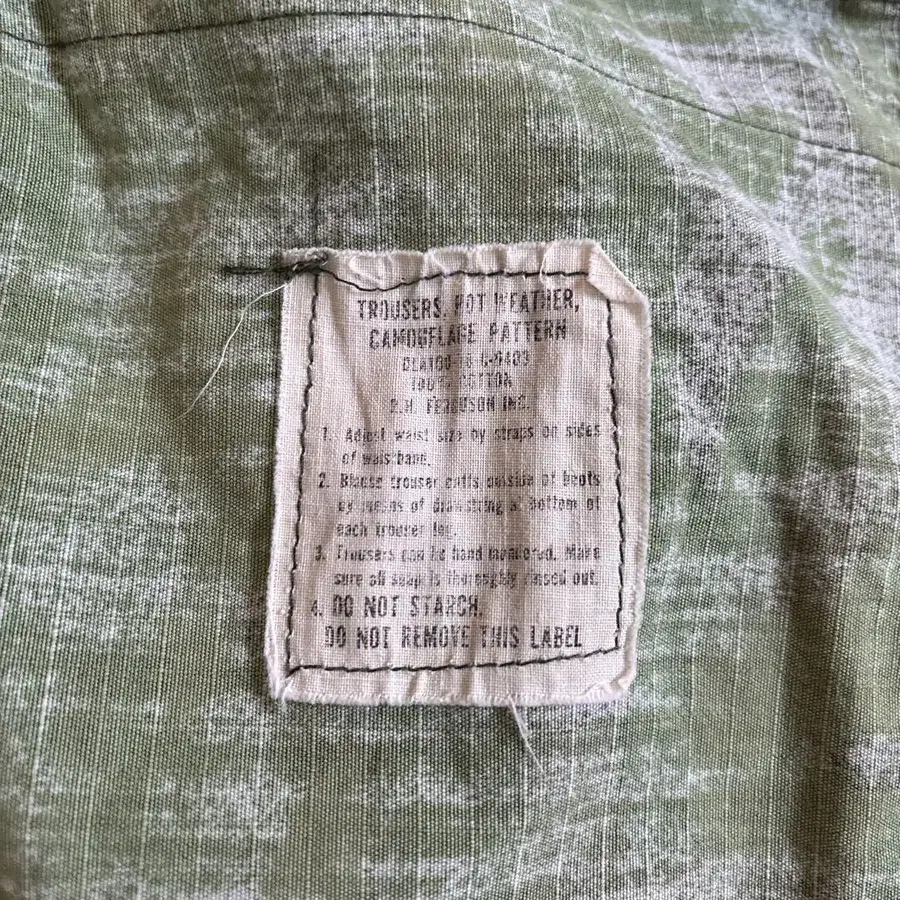 TROUSERS, HOT WEATHER,
CAMOUFLAGE PATTERN
100% COTTON
FERGUSON INC.
1. Adjust waist size by straps on sides
of waistband.
2. Blouse trouser cuffs outside of boots
by means of drawstring at bottom of
each trouser leg.
3. Trousers can be hand laundered. Make
sure all soap is thoroughly rinsed out.
4. DO NOT STARCH.
DO NOT REMOVE THIS LABEL